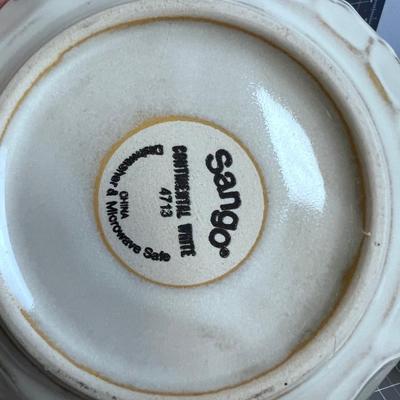 Sango®
CONTINENTAL WHITE
4713
CHINA
Dishwasher & Microwave Safe